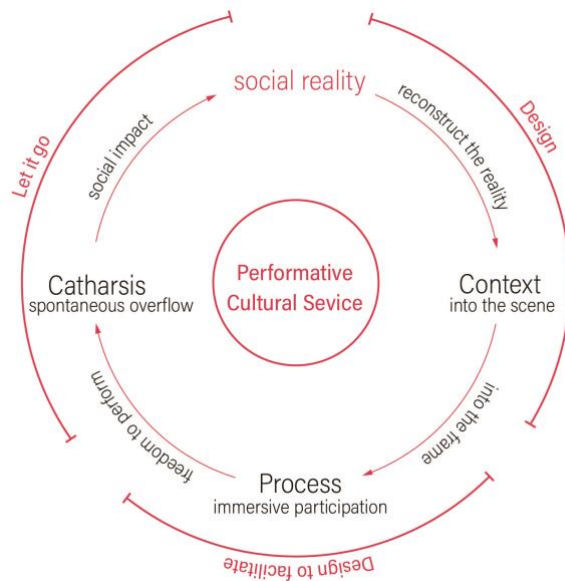 social reality
reconstruct the reality
Design
Context
into the scene
into the frame
Process
immersive participation
Design to facilitate
freedom to perform
Catharsis
spontaneous overflow
social impact
Let it go
Performative
Cultural Sevice